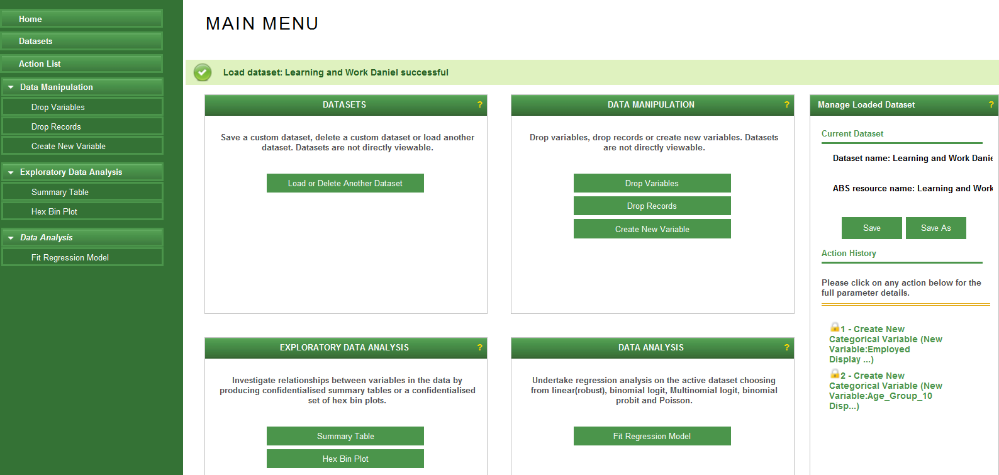 Home
Datasets
Action List
Data Manipulation
Drop Variables
Drop Records
Create New Variable
Exploratory Data Analysis
Summary Table
Hex Bin Plot
Data Analysis
Fit Regression Model
MAIN MENU
Load dataset: Learning and Work Daniel successful
DATASETS ?
Save a custom dataset, delete a custom dataset or load another
dataset. Datasets are not directly viewable.
Load or Delete Another Dataset
DATA MANIPULATION ?
Drop variables, drop records or create new variables. Datasets
are not directly viewable.
Drop Variables
Drop Records
Create New Variable
EXPLORATORY DATA ANALYSIS ?
Investigate relationships between variables in the data by
producing confidentialised summary tables or a confidentialised
set of hex bin plots.
Summary Table
Hex Bin Plot
DATA ANALYSIS ?
Undertake regression analysis on the active dataset choosing
from linear(robust), binomial logit, Multinomial logit, binomial
probit and Poisson.
Fit Regression Model
Manage Loaded Dataset ?
Current Dataset
Dataset name: Learning and Work Danie
ABS resource name: Learning and Work
Save Save As
Action History
Please click on any action below for the
full parameter details.
1 - Create New
Categorical Variable (New
Variable:Employed
Display ...)
2 - Create New
Categorical Variable (New
Variable:Age_Group_10
Disp...)